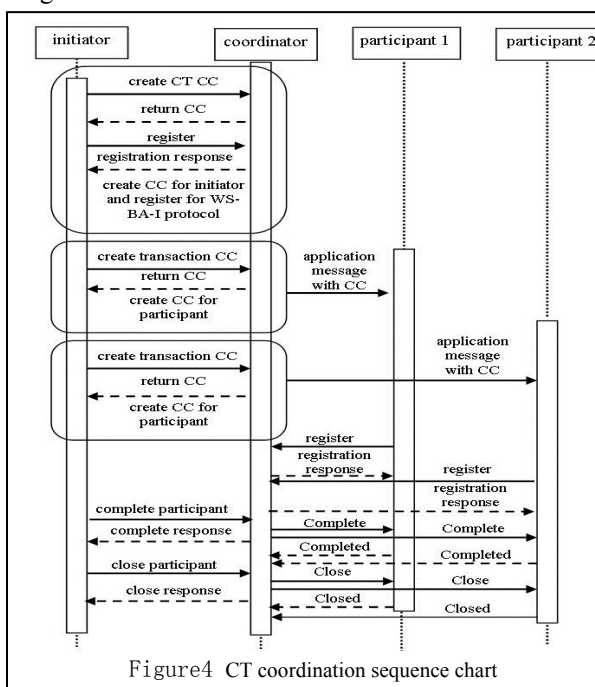 initiator
coordinator
participant 1
participant 2
create CT CC
return CC
register
registration response
create CC for initiator
and register for WS-
BA-I protocol
create transaction CC
return CC
create CC for
participant
application
message
with CC
create transaction CC
return CC
create CC for
participant
application
message
with CC
register
registration
response
register
registration
response
complete participant
complete response
Complete
Complete
Completed
Completed
close participant
close response
Close
Close
Closed
Closed
Figure4 CT coordination sequence chart